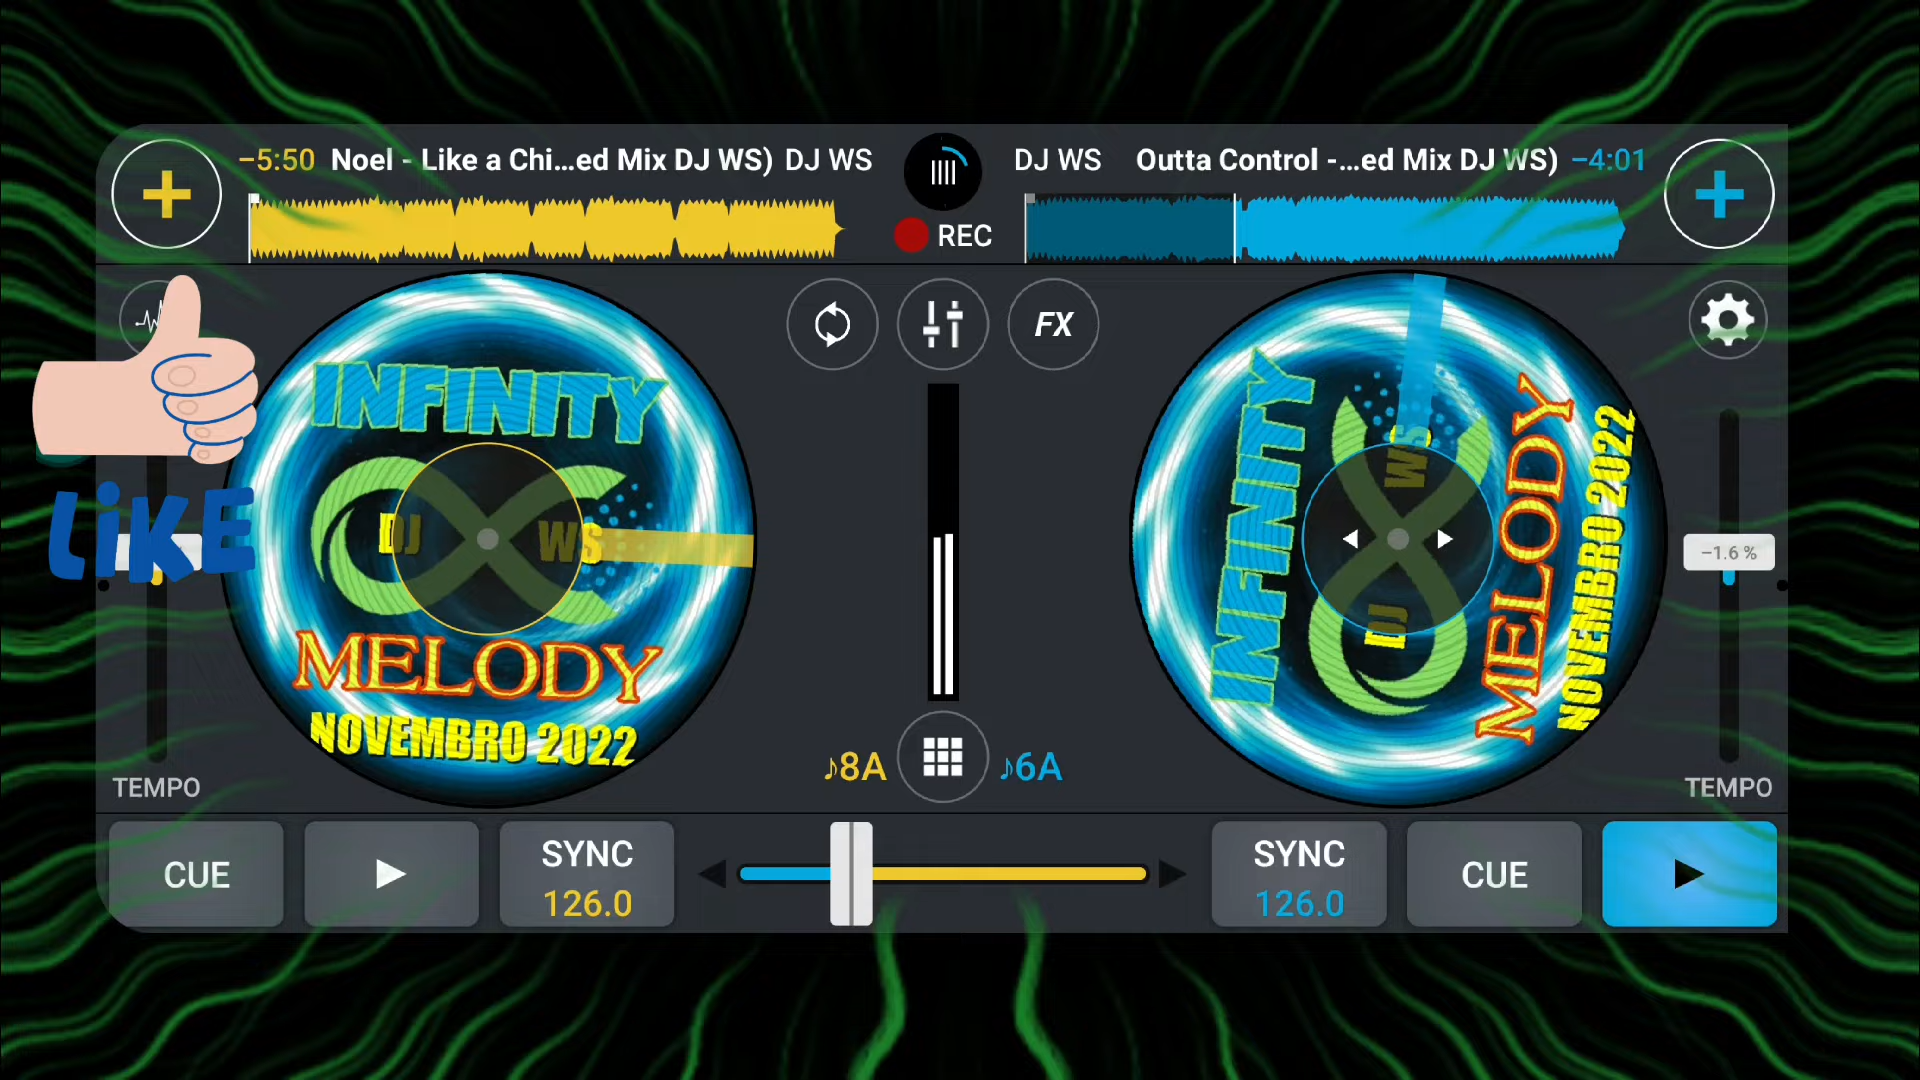 −5:50 Noel - Like a Chi...ed Mix DJ WS) DJ WS
DJ WS Outta Control -...ed Mix DJ WS) −4:01
REC
FX
INFINITY
DJ WS
MELODY
NOVEMBRO 2022
INFINITY
DJ WS
MELODY
NOVEMBRO 2022
LiKE
−1.6 %
♪8A
♪6A
TEMPO
TEMPO
CUE
SYNC
126.0
SYNC
126.0
CUE